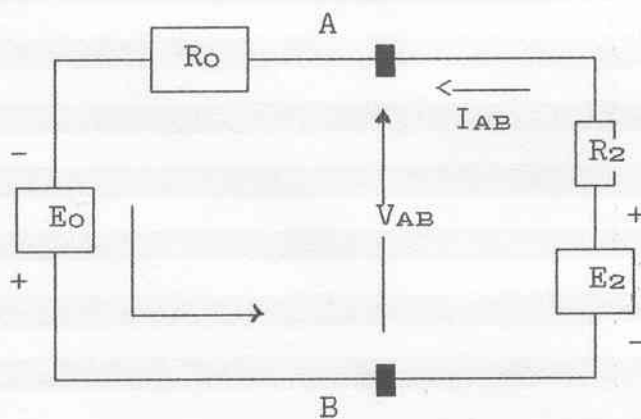 A
Ro
IAB
R2
-
Eo
+
VAB
+
E2
-
B